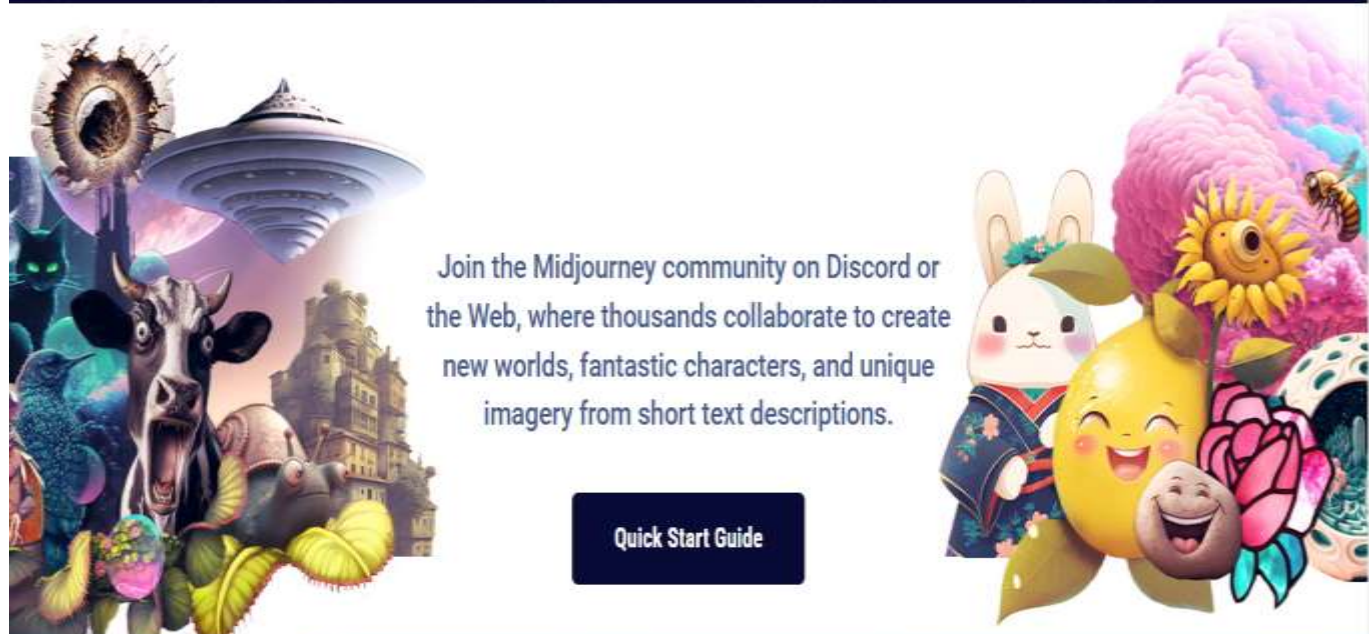 Join the Midjourney community on Discord or
the Web, where thousands collaborate to create
new worlds, fantastic characters, and unique
imagery from short text descriptions.
Quick Start Guide